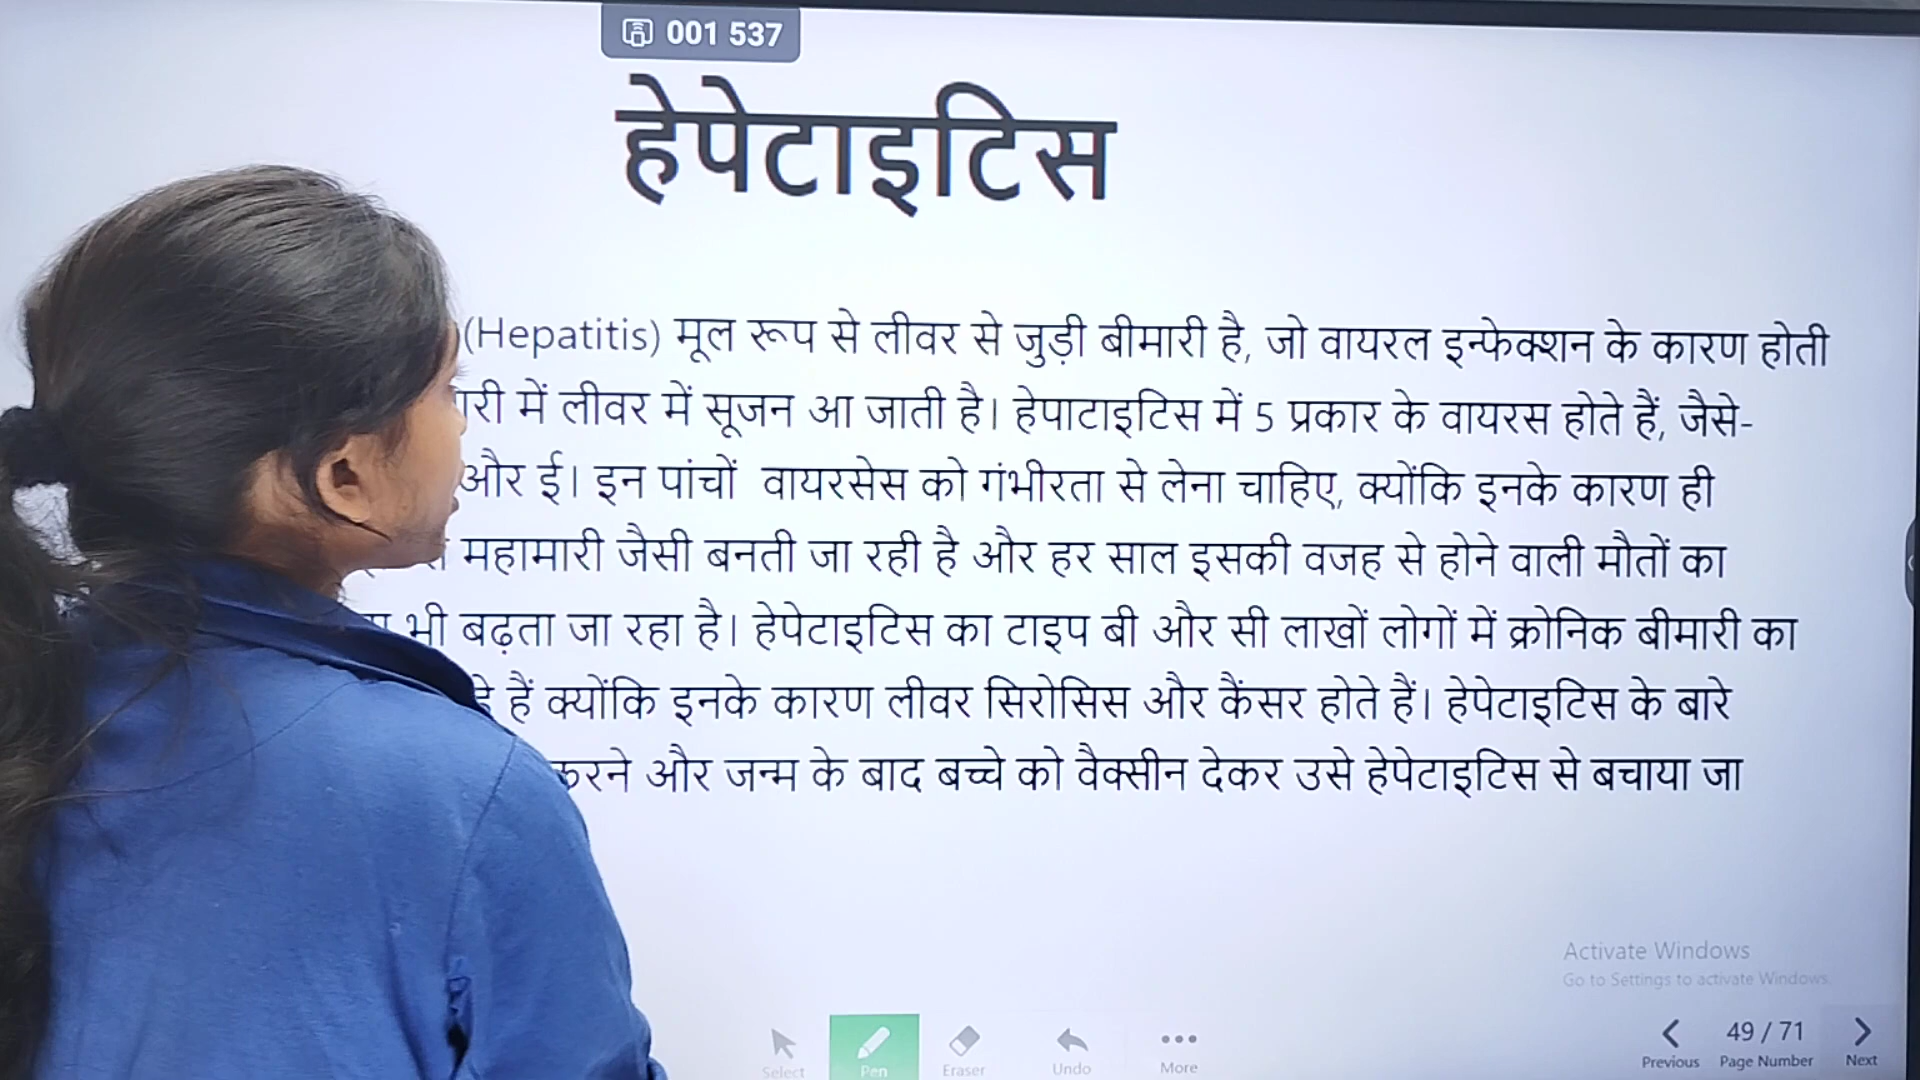 001 537
हेपेटाइटिस
(Hepatitis) मूल रूप से लीवर से जुड़ी बीमारी है, जो वायरल इन्फेक्शन के कारण होती
में लीवर में सूजन आ जाती है। हेपाटाइटिस में 5 प्रकार के वायरस होते हैं, जैसे-
और ई। इन पांचों वायरसेस को गंभीरता से लेना चाहिए, क्योंकि इनके कारण ही
महामारी जैसी बनती जा रही है और हर साल इसकी वजह से होने वाली मौतों का
भी बढ़ता जा रहा है। हेपेटाइटिस का टाइप बी और सी लाखों लोगों में क्रोनिक बीमारी का
हैं क्योंकि इनके कारण लीवर सिरोसिस और कैंसर होते हैं। हेपेटाइटिस के बारे
करने और जन्म के बाद बच्चे को वैक्सीन देकर उसे हेपेटाइटिस से बचाया जा
Activate Windows
Go to Settings to activate Windows.
Select Pen Eraser Undo More
49 / 71
Previous Page Number Next